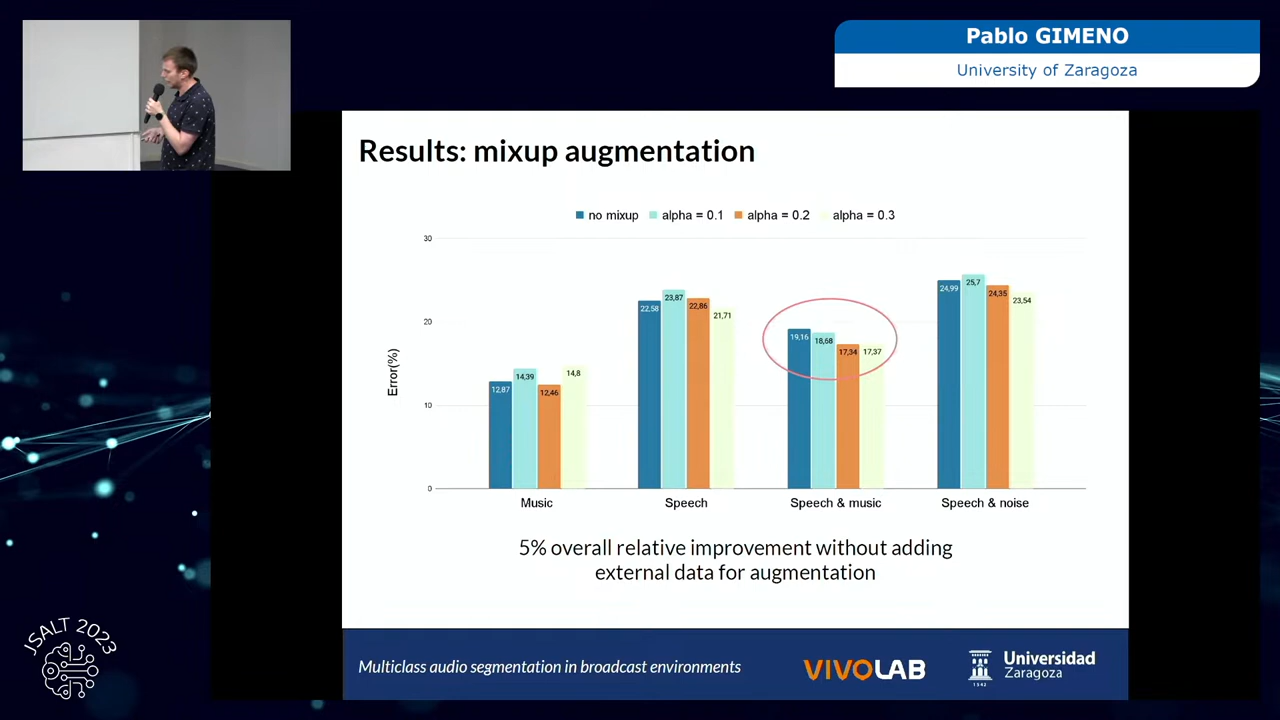 Pablo GIMENO
University of Zaragoza
Results: mixup augmentation
no mixup alpha = 0.1 alpha = 0.2 alpha = 0.3
Error(%)
30
20
10
0
12,87 14,39 12,46 14,8
22,58 23,87 22,86 21,71
19,16 18,68 17,34 17,37
24,99 25,7 24,35 23,54
Music Speech Speech & music Speech & noise
5% overall relative improvement without adding
external data for augmentation
Multiclass audio segmentation in broadcast environments
VIVOLAB
1542
Universidad
Zaragoza
JSALT 2023